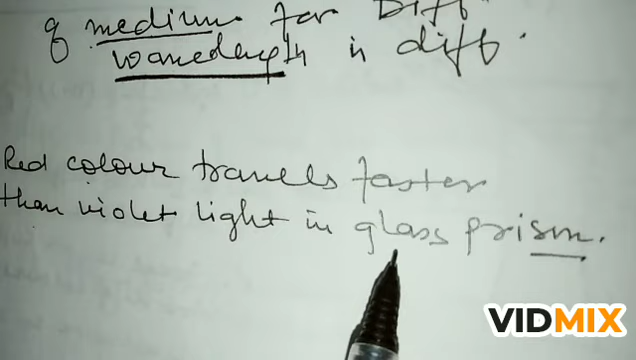 of medium for Diff
wavelength is diff.
Red colour travels faster
than violet light in glass prism.
VIDMIX